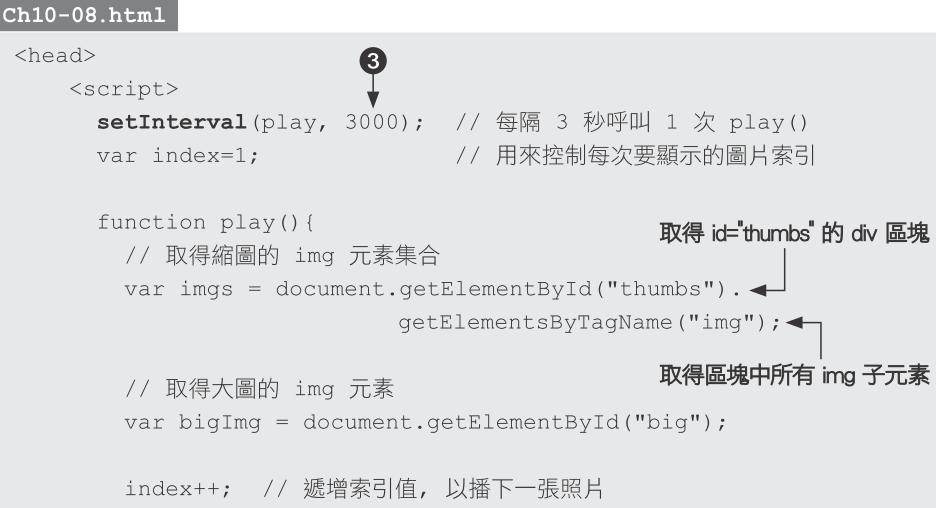 Ch10-08.html
<head>
<script>
❸
setInterval(play, 3000); // 每隔 3 秒呼叫 1 次 play()
var index=1; // 用來控制每次要顯示的圖片索引
function play(){
取得 id="thumbs" 的 div 區塊
// 取得縮圖的 img 元素集合
var imgs = document.getElementById("thumbs").
getElementsByTagName("img");
取得區塊中所有 img 子元素
// 取得大圖的 img 元素
var bigImg = document.getElementById("big");
index++; // 遞增索引值, 以播下一張照片